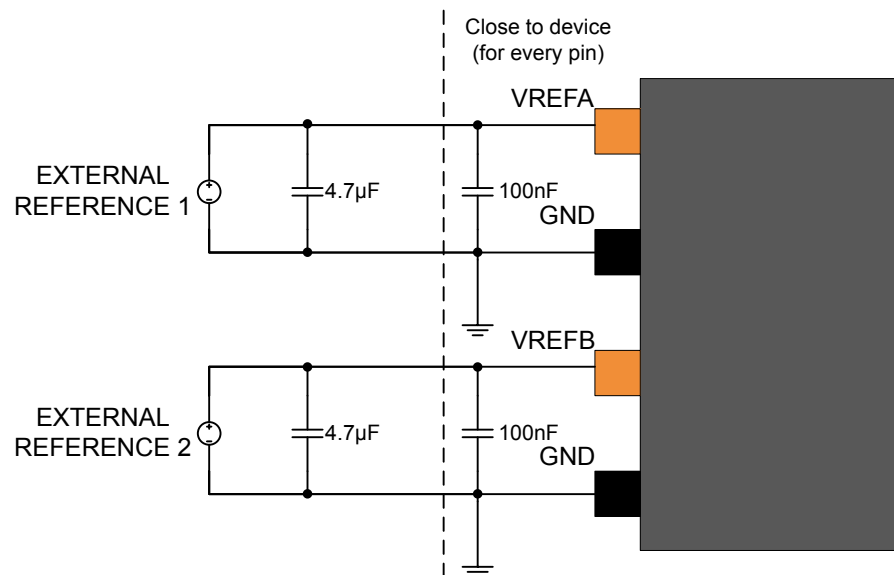 Close to device
(for every pin)
VREFA
EXTERNAL
REFERENCE 1
4.7µF
100nF
GND
VREFB
EXTERNAL
REFERENCE 2
4.7µF
100nF
GND